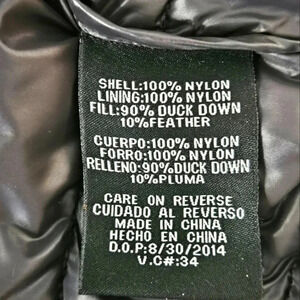 SHELL:100% NYLON
LINING:100% NYLON
FILL:90% DUCK DOWN
10%FEATHER
CUERPO:100% NYLON
FORRO:100% NYLON
RELLENO:90%DUCK DOWN
10%PLUMA
CARE ON REVERSE
CUIDADO AL REVERSO
MADE IN CHINA
HECHO EN CHINA
D.O.P:8/30/2014
V.C#:34